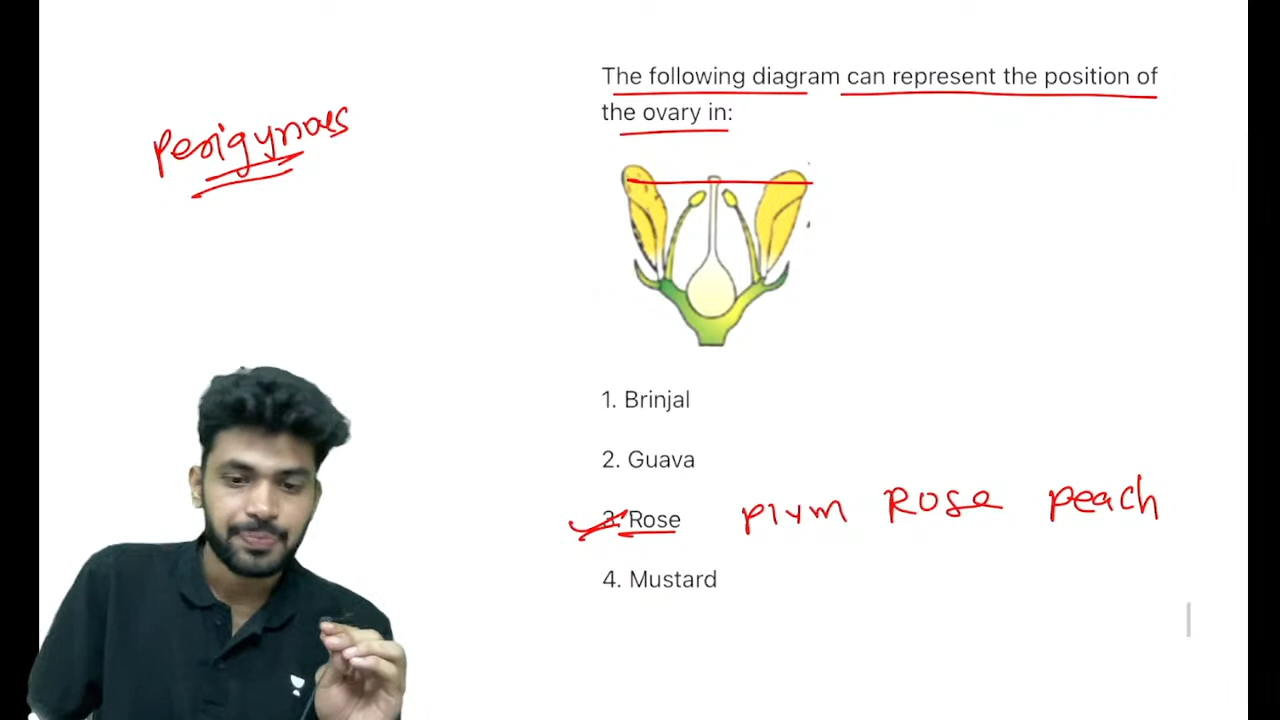 The following diagram can represent the position of
the ovary in:
Perigynous
1. Brinjal
2. Guava
3. Rose plum Rose peach
4. Mustard